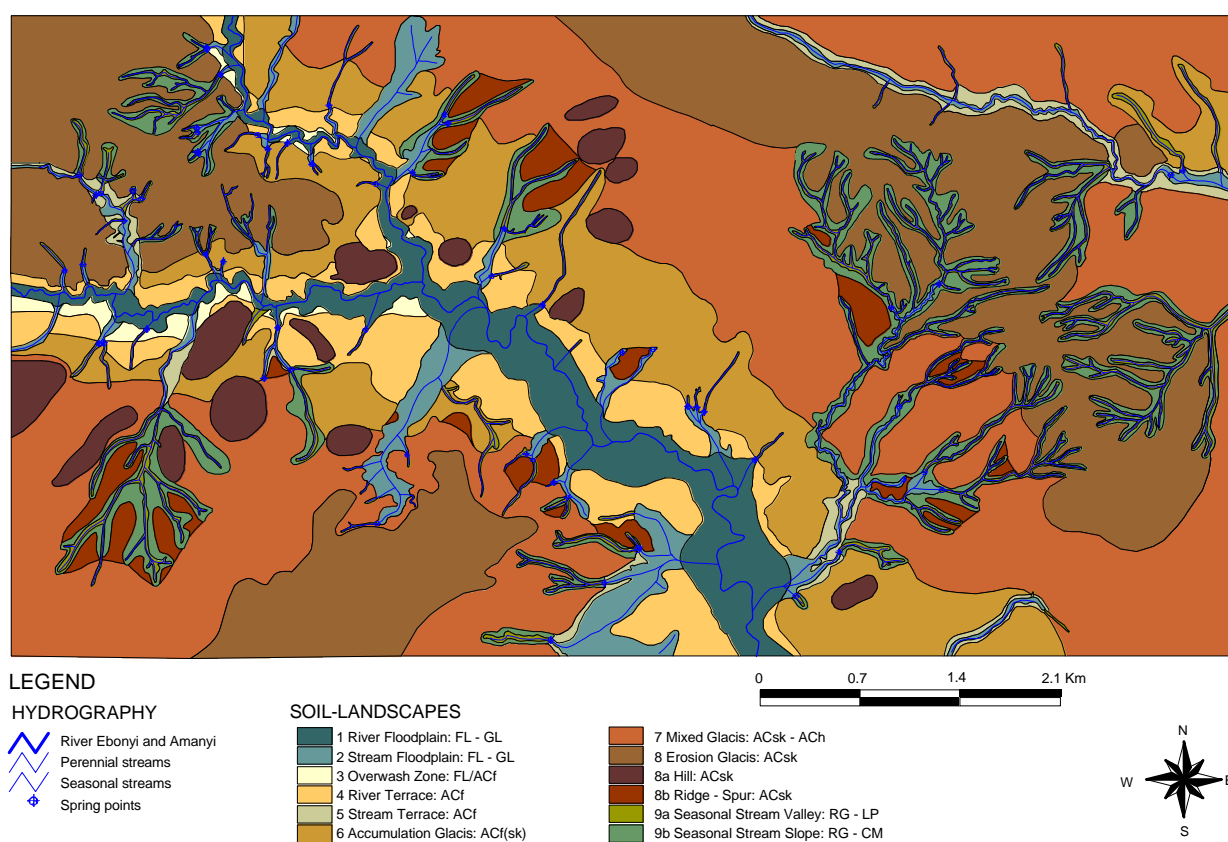 LEGEND
HYDROGRAPHY
River Ebonyi and Amanyi
Perennial streams
Seasonal streams
Spring points
SOIL-LANDSCAPES
1 River Floodplain: FL - GL
2 Stream Floodplain: FL - GL
3 Overwash Zone: FL/ACf
4 River Terrace: ACf
5 Stream Terrace: ACf
6 Accumulation Glacis: ACf(sk)
7 Mixed Glacis: ACsk - ACh
8 Erosion Glacis: ACsk
8a Hill: ACsk
8b Ridge - Spur: ACsk
9a Seasonal Stream Valley: RG - LP
9b Seasonal Stream Slope: RG - CM
0 0.7 1.4 2.1 Km
N
W E
S